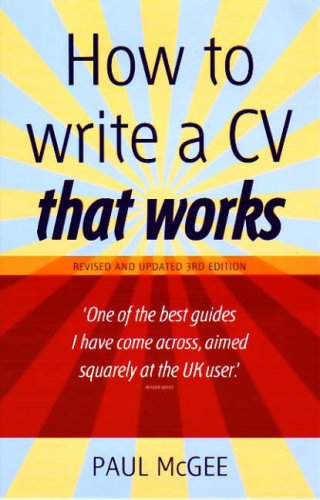 How to
write a CV
that works
REVISED AND UPDATED 3RD EDITION
'One of the best guides
I have come across, aimed
squarely at the UK user.'
PAUL McGEE